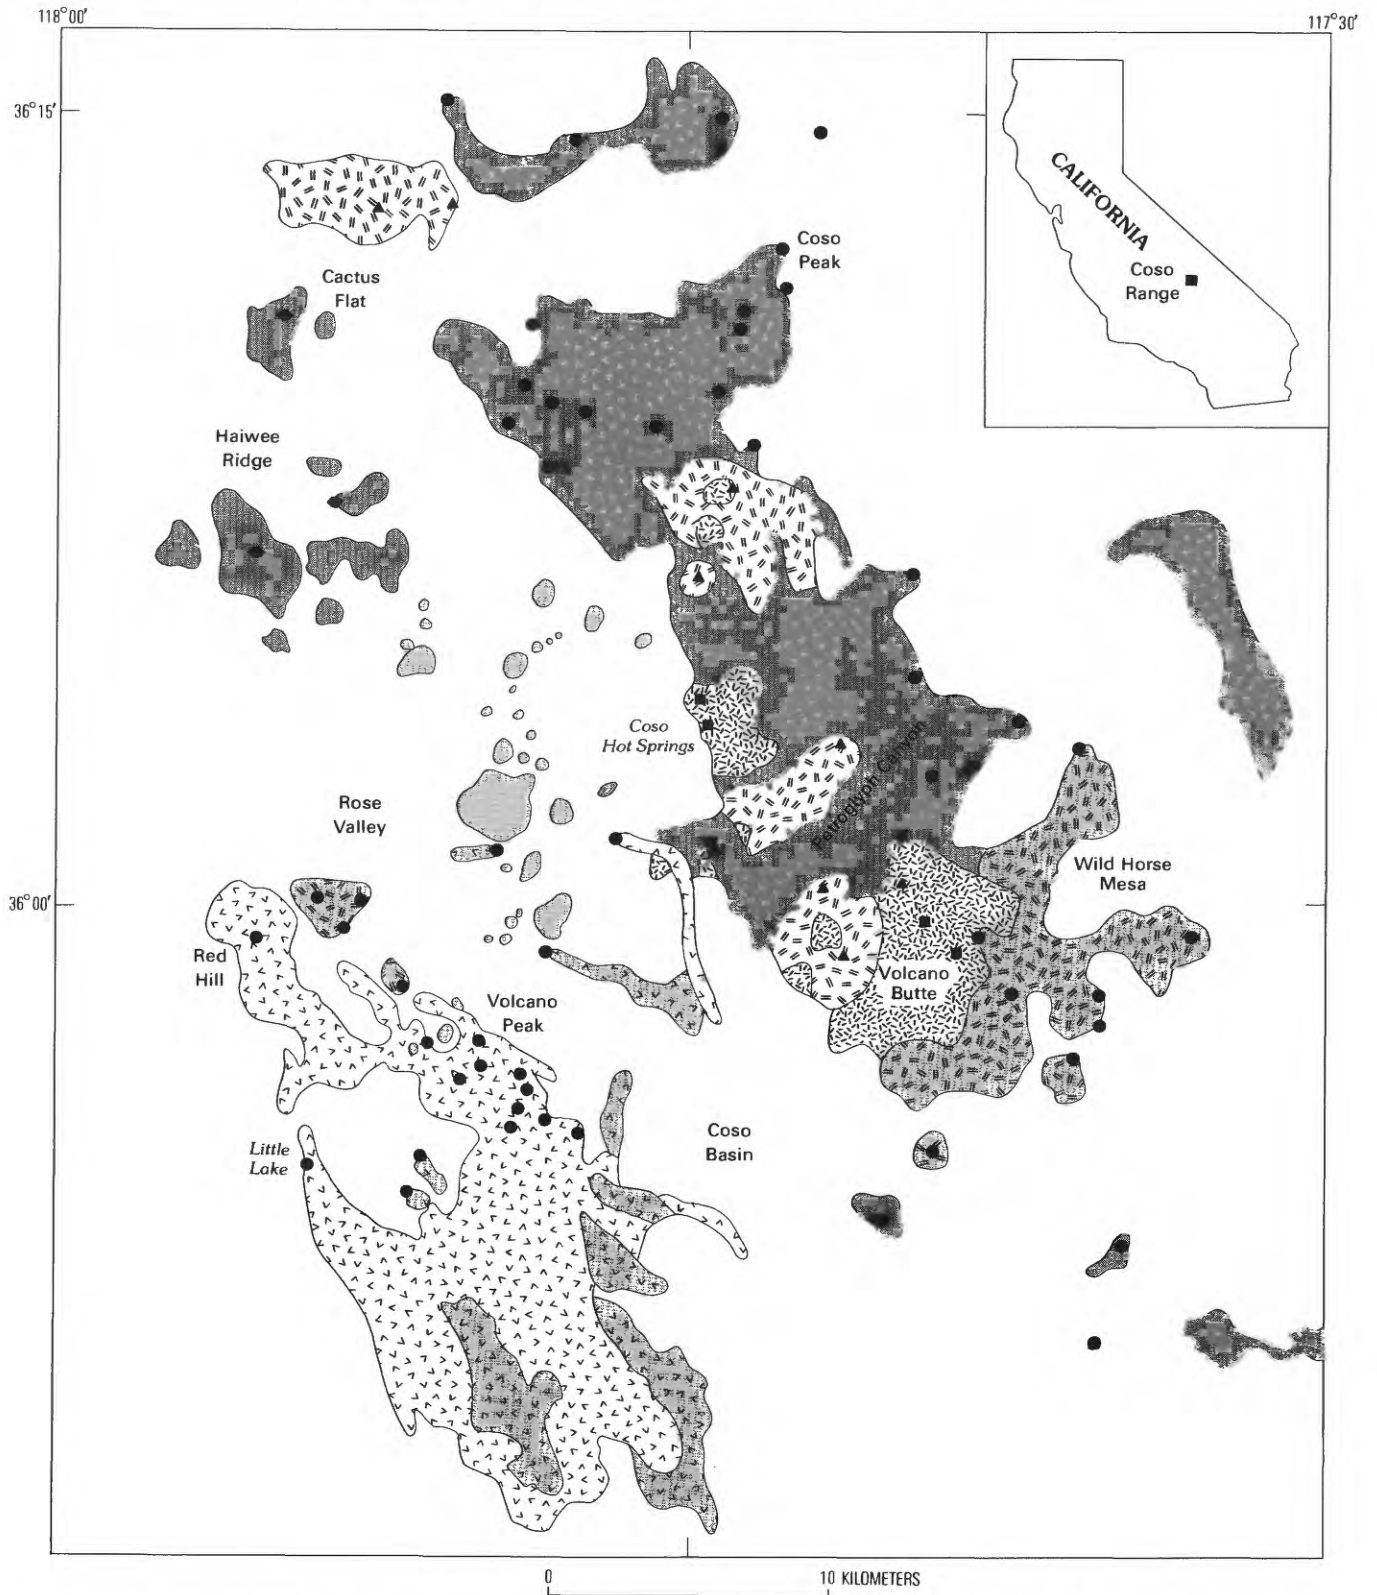 118°00′
117°30′
36°15′
CALIFORNIA
Coso
Range
Coso
Peak
Cactus
Flat
Haiwee
Ridge
Coso
Hot Springs
Petroglyph Canyon
Rose
Valley
Wild Horse
Mesa
36°00′
Red
Hill
Volcano
Butte
Volcano
Peak
Little
Lake
Coso
Basin
0
10 KILOMETERS